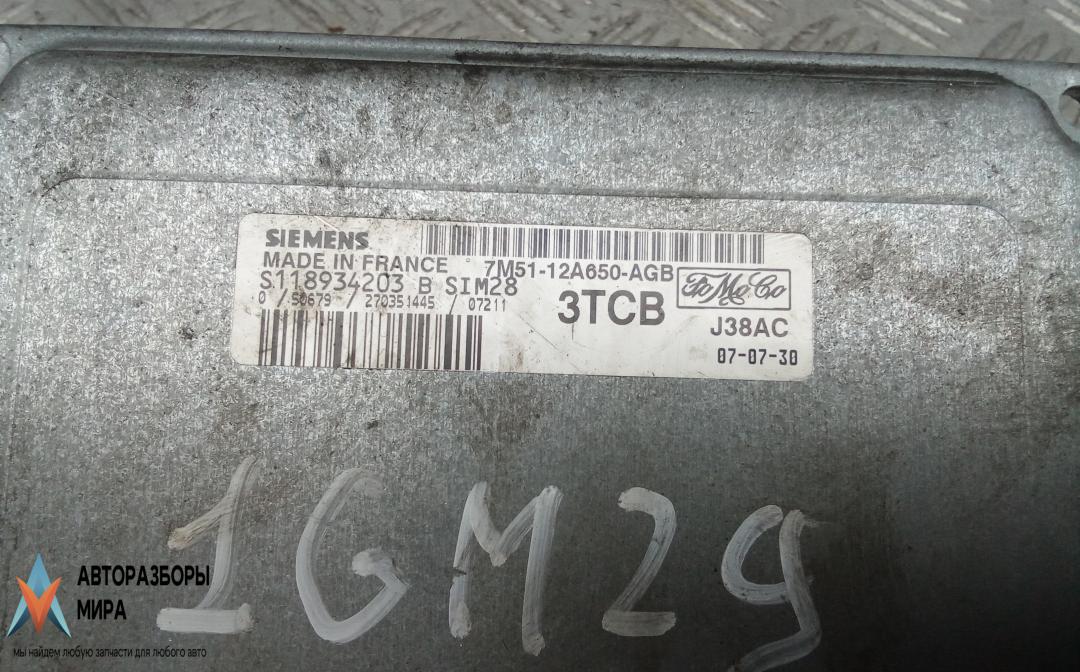 SIEMENS
MADE IN FRANCE 7M51-12A650-AGB
S118934203 B SIM28 FoMoCo
0 / 50679 / 270351445 / 07211 3TCB
J38AC
07-07-30
1GM29
АВТОРАЗБОРЫ
МИРА
мы найдем любую запчасти для любого авто